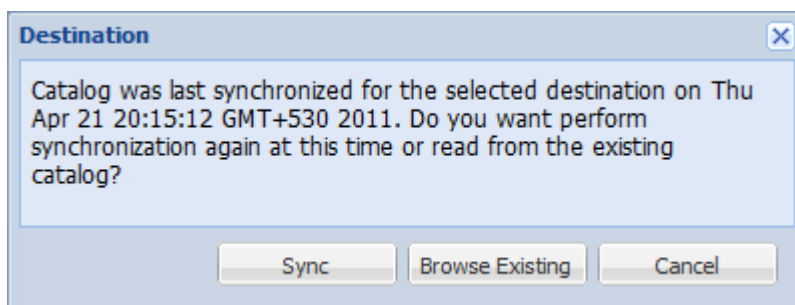 Destination
Catalog was last synchronized for the selected destination on Thu
Apr 21 20:15:12 GMT+530 2011. Do you want perform
synchronization again at this time or read from the existing
catalog?
Sync
Browse Existing
Cancel